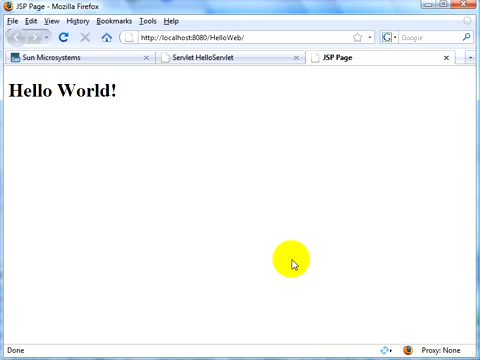 JSP Page - Mozilla Firefox
File Edit View History Bookmarks Tools Help
http://localhost:8080/HelloWeb/
G Google
Sun Microsystems
Servlet HelloServlet
JSP Page
Hello World!
Done
Proxy: None